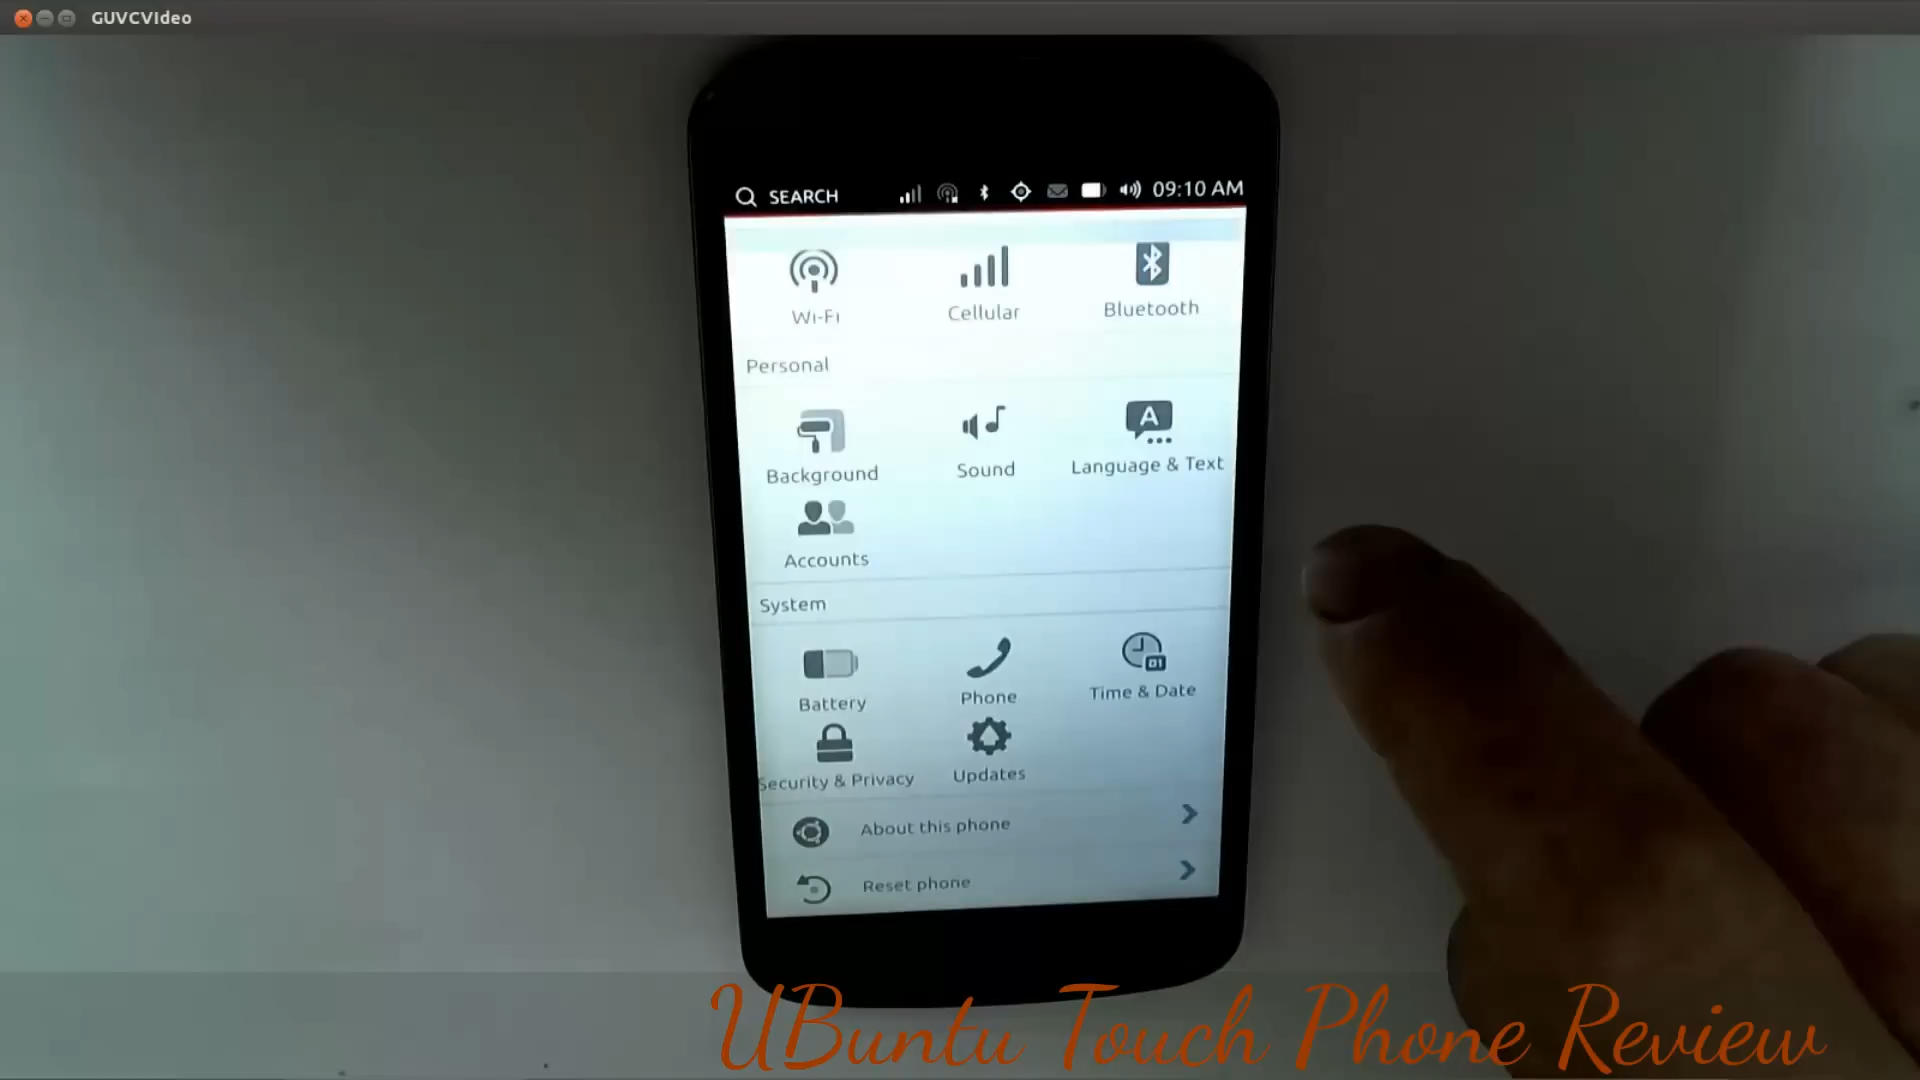 GUVCVIdeo
SEARCH 09:10 AM
Wi-Fi Cellular Bluetooth
Personal
Background Sound Language & Text
A
Accounts
System
01
Battery Phone Time & Date
Security & Privacy Updates
About this phone
Reset phone
UBuntu Touch Phone Review